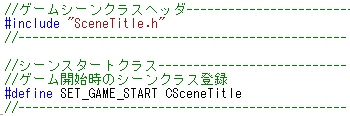 //ゲームシーンクラスヘッダ-----------------------
#include "SceneTitle.h"
//-----------------------------------------------
//シーンスタートクラス---------------------------
//ゲーム開始時のシーンクラス登録
#define SET_GAME_START CSceneTitle
//-----------------------------------------------